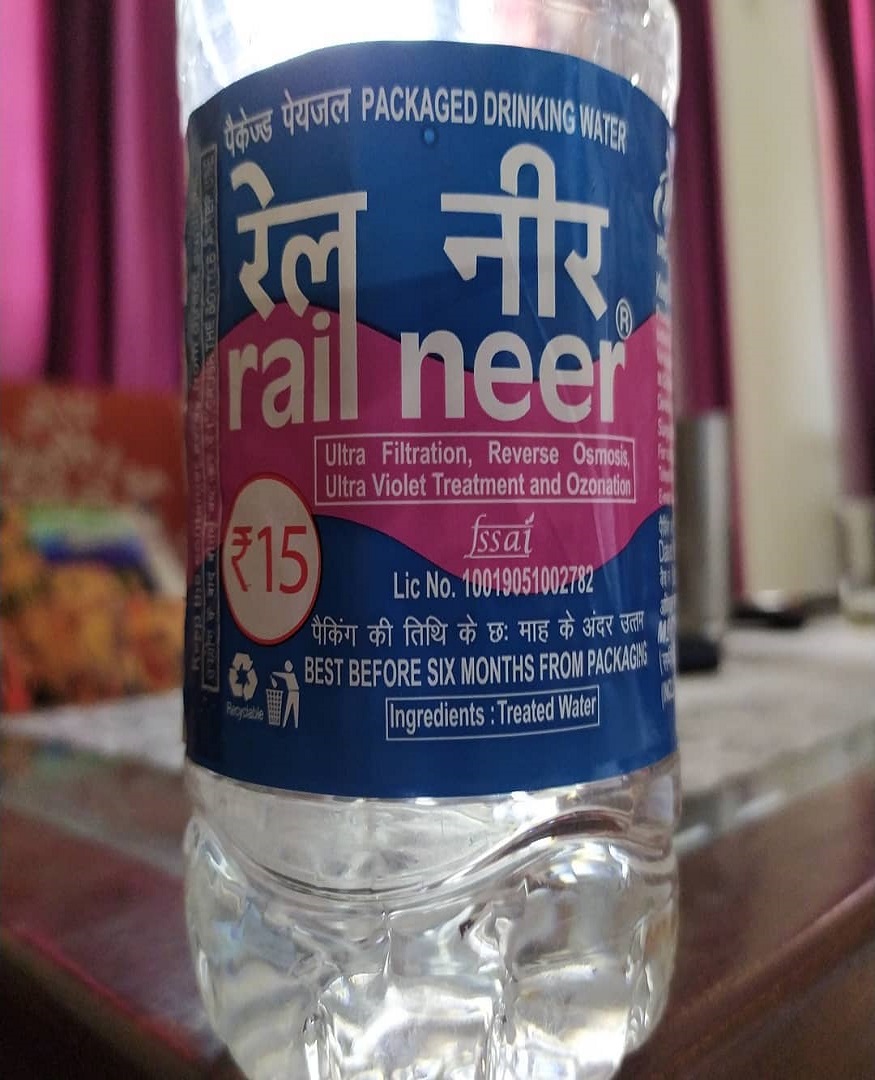 पैकेज्ड पेयजल PACKAGED DRINKING WATER
रेल नीर
rail neer®
Ultra Filtration, Reverse Osmosis,
Ultra Violet Treatment and Ozonation
₹15
fssai
Lic No. 10019051002782
पैकिंग की तिथि के छः माह के अंदर उत्तम
BEST BEFORE SIX MONTHS FROM PACKAGING
Recyclable
Ingredients : Treated Water